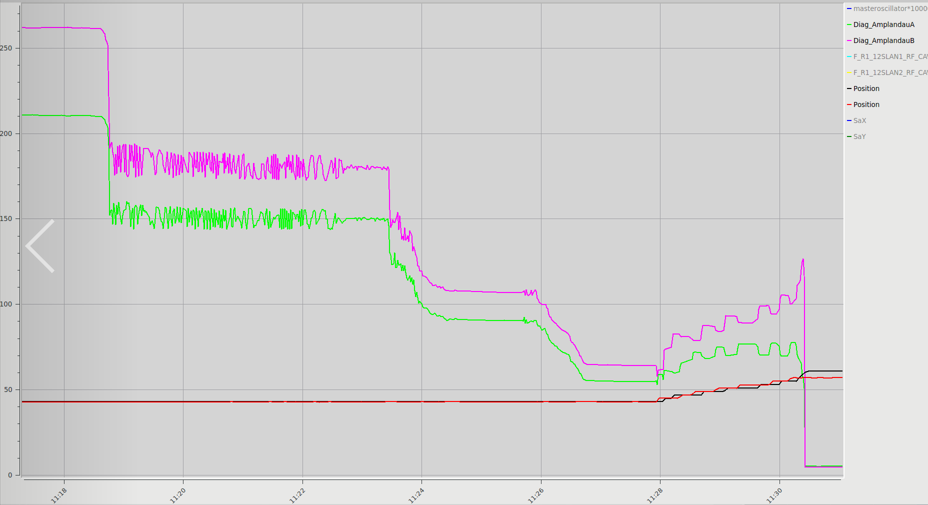 masteroscillator*1000
Diag_AmplandauA
250
Diag_AmplandauB
F_R1_12SLAN1_RF_CA
F_R1_12SLAN2_RF_CA
Position
Position
SaX
200
SaY
150
100
50
0
11:18
11:20
11:22
11:24
11:26
11:28
11:30